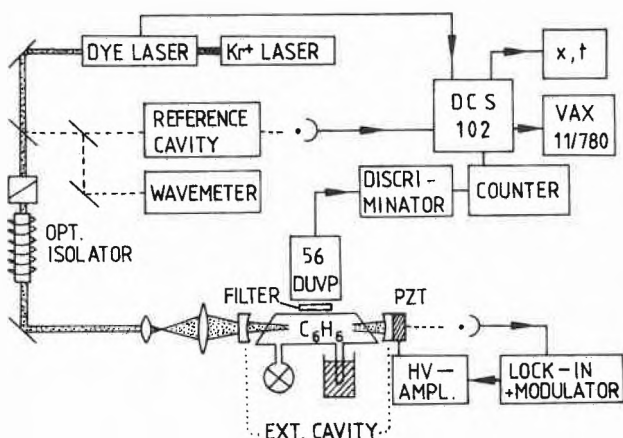 DYE LASER
Kr+ LASER
x,t
DCS
102
VAX
11/780
REFERENCE
CAVITY
WAVEMETER
DISCRI-
MINATOR
COUNTER
OPT.
ISOLATOR
56
DUVP
FILTER
PZT
C6H6
HV—
AMPL.
LOCK-IN
+MODULATOR
EXT. CAVITY